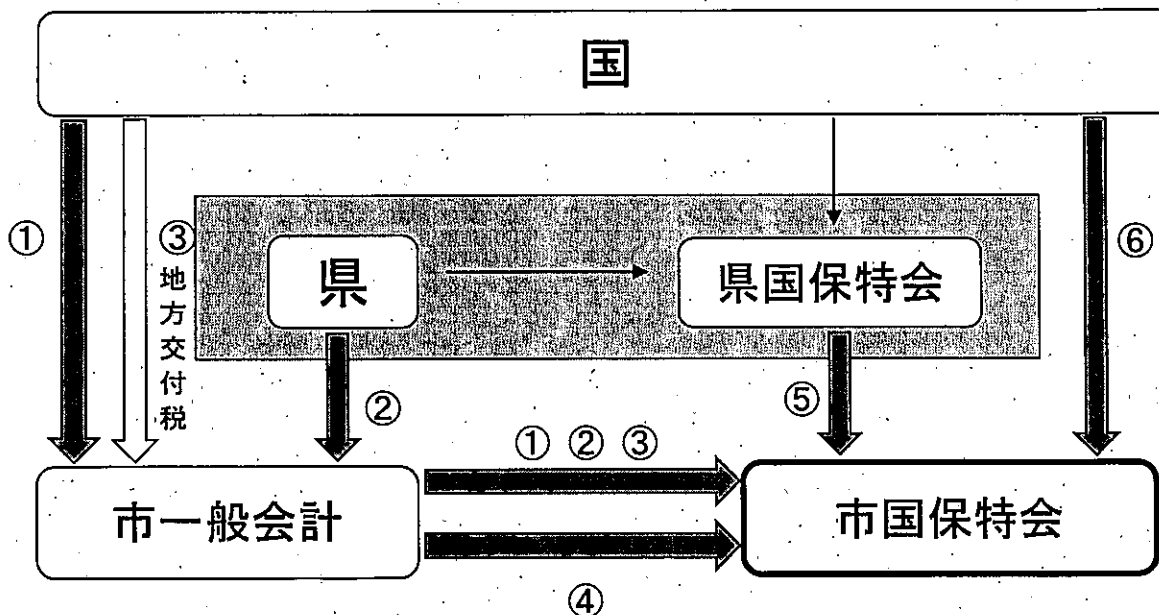 国
①
③
地方交付税
⑥
県
県国保特会
②
⑤
① ② ③
市一般会計
市国保特会
④